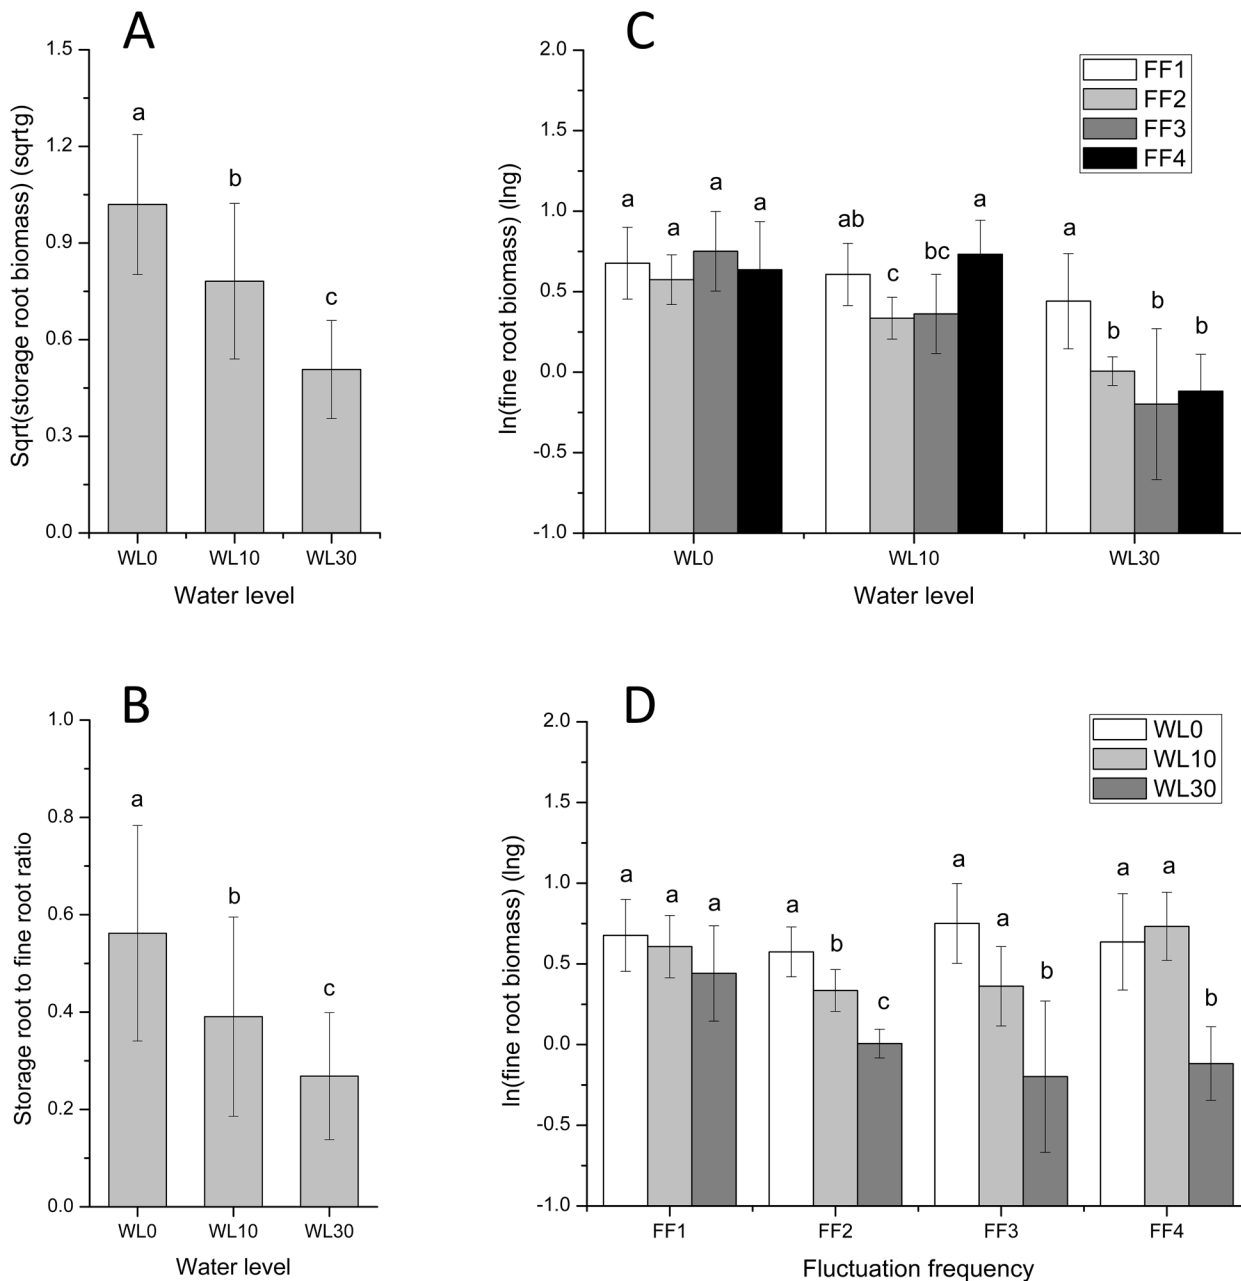 A
Sqrt(storage root biomass) (sqrtg)
1.5
1.2
0.9
0.6
0.3
0.0
a
b
c
WL0 WL10 WL30
Water level
C
ln(fine root biomass) (lng)
2.0
1.5
1.0
0.5
0.0
-0.5
-1.0
FF1
FF2
FF3
FF4
a a a a
ab c bc a
a b b b
WL0 WL10 WL30
Water level
B
Storage root to fine root ratio
1.0
0.8
0.6
0.4
0.2
0.0
a
b
c
WL0 WL10 WL30
Water level
D
ln(fine root biomass) (lng)
2.0
1.5
1.0
0.5
0.0
-0.5
-1.0
WL0
WL10
WL30
a a a
a b c
a a b
a a b
FF1 FF2 FF3 FF4
Fluctuation frequency